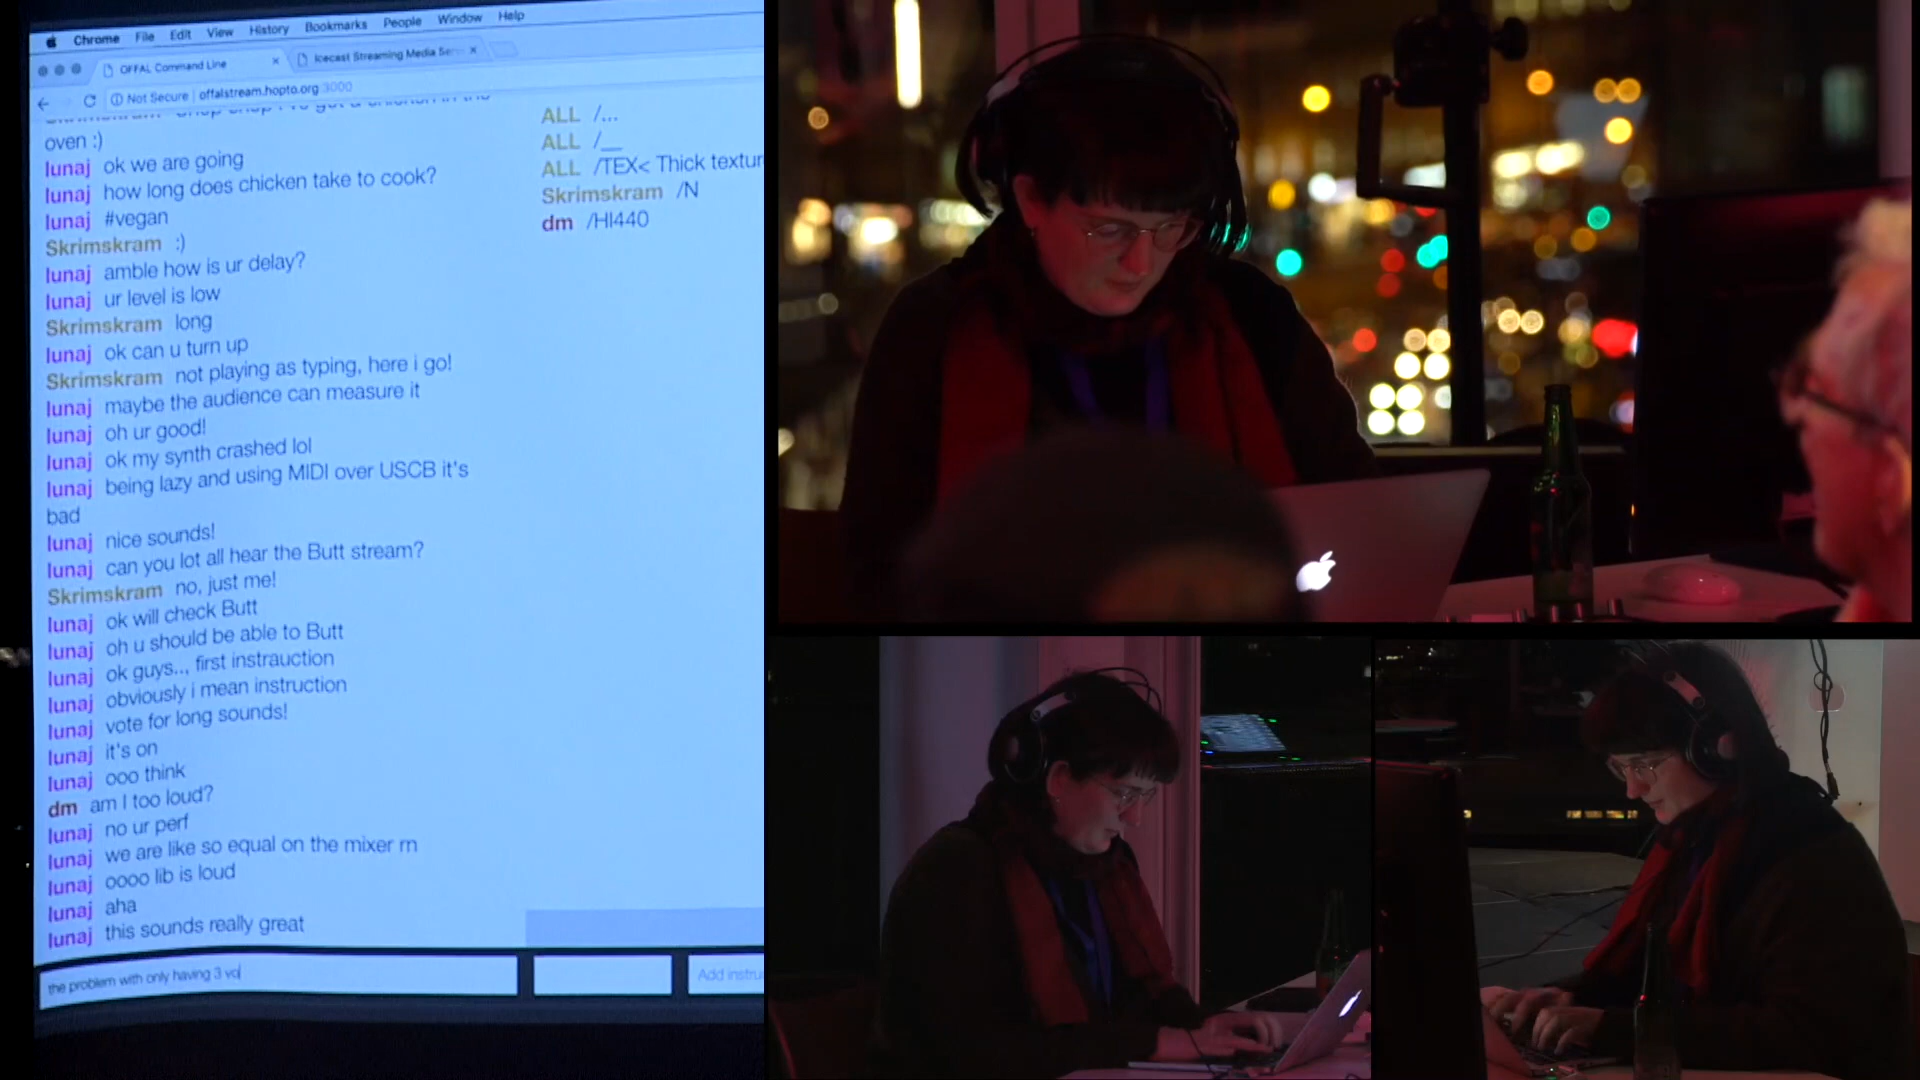 Chrome File Edit View History Bookmarks People Window Help
OFFAL Command Line × Icecast Streaming Media ×
Not Secure | offalstream.hopto.org:3000
oven :)
lunaj ok we are going
lunaj how long does chicken take to cook?
lunaj #vegan
Skrimskram :)
lunaj amble how is ur delay?
lunaj ur level is low
Skrimskram long
lunaj ok can u turn up
Skrimskram not playing as typing, here i go!
lunaj maybe the audience can measure it
lunaj oh ur good!
lunaj ok my synth crashed lol
lunaj being lazy and using MIDI over USCB it's
bad
lunaj nice sounds!
lunaj can you lot all hear the Butt stream?
Skrimskram no, just me!
lunaj ok will check Butt
lunaj oh u should be able to Butt
lunaj ok guys.., first instrauction
lunaj obviously i mean instruction
lunaj vote for long sounds!
lunaj it's on
lunaj ooo think
dm am I too loud?
lunaj no ur perf
lunaj we are like so equal on the mixer rn
lunaj oooo lib is loud
lunaj aha
lunaj this sounds really great
the problem with only having 3 vo
ALL /...
ALL /__
ALL /TEX< Thick textur
Skrimskram /N
dm /HI440
Add instru